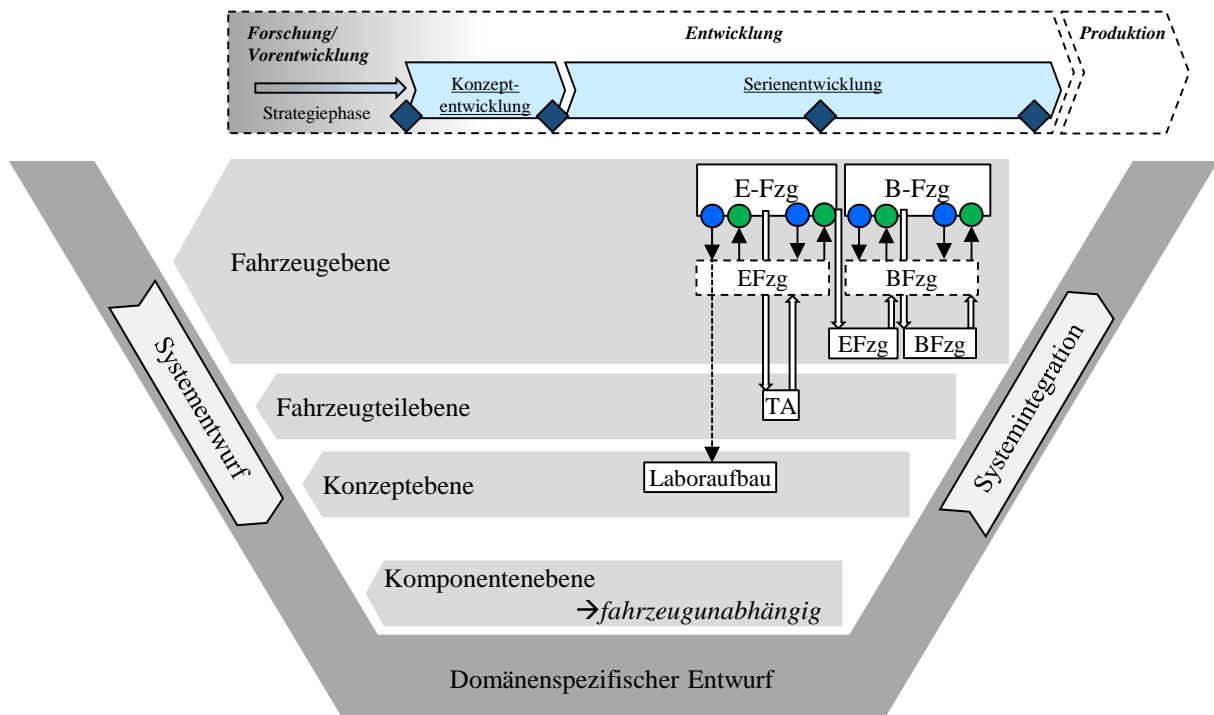 Forschung/
Vorentwicklung
Entwicklung
Produktion
Strategiephase
Konzept-
entwicklung
Serienentwicklung
E-Fzg
B-Fzg
Fahrzeugebene
EFzg
BFzg
EFzg
BFzg
Systementwurf
Systemintegration
Fahrzeugteilebene
TA
Konzeptebene
Laboraufbau
Komponentenebene
→fahrzeugunabhängig
Domänenspezifischer Entwurf